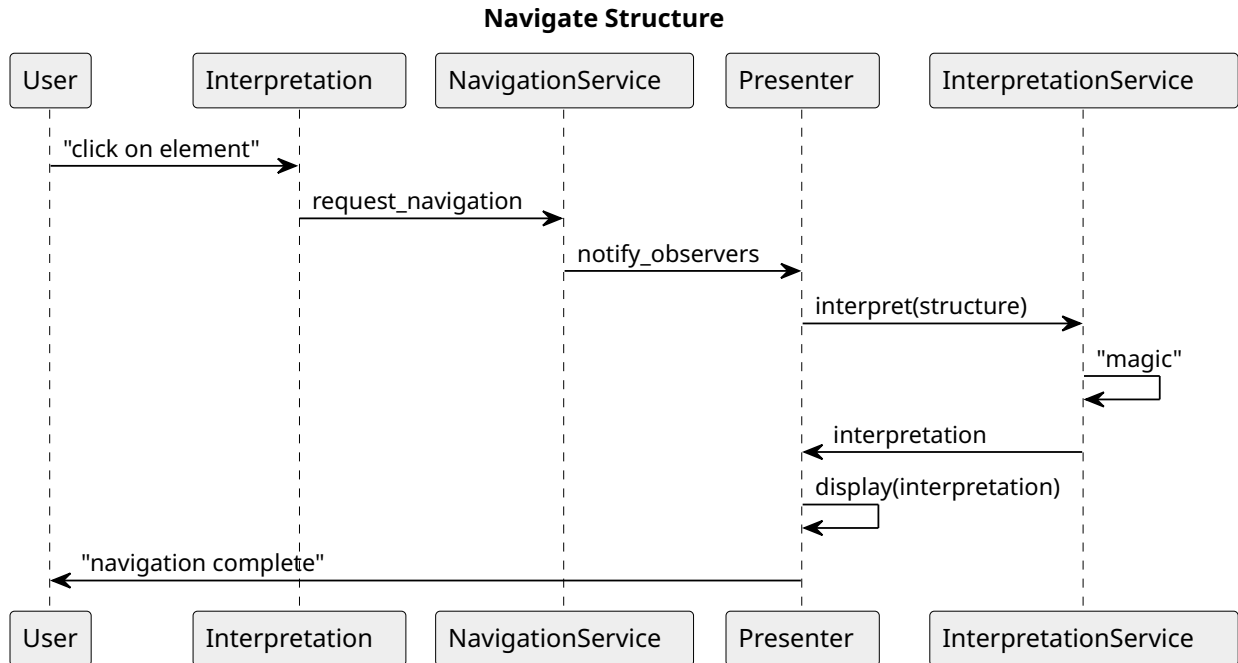 Navigate Structure
User Interpretation NavigationService Presenter InterpretationService
"click on element"
request_navigation
notify_observers
interpret(structure)
"magic"
interpretation
display(interpretation)
"navigation complete"
User Interpretation NavigationService Presenter InterpretationService